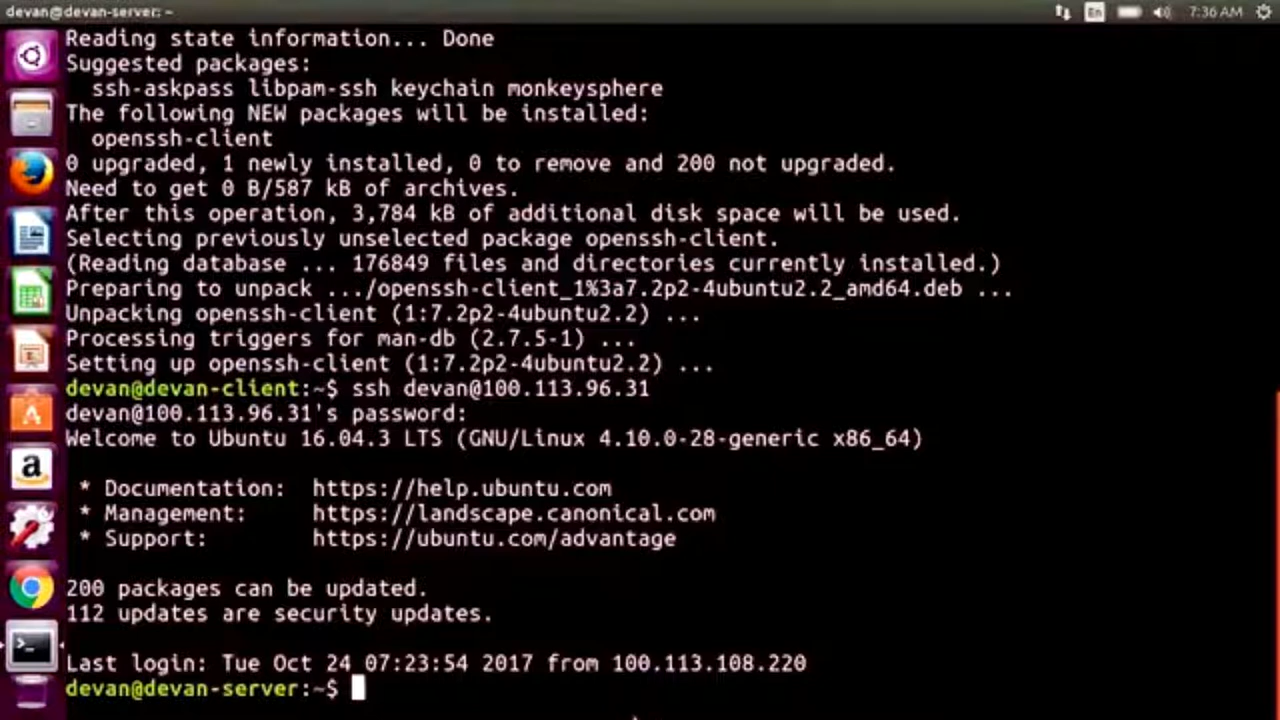 devan@devan-server: ~
En
7:36 AM
Reading state information... Done
Suggested packages:
  ssh-askpass libpam-ssh keychain monkeysphere
The following NEW packages will be installed:
  openssh-client
0 upgraded, 1 newly installed, 0 to remove and 200 not upgraded.
Need to get 0 B/587 kB of archives.
After this operation, 3,784 kB of additional disk space will be used.
Selecting previously unselected package openssh-client.
(Reading database ... 176849 files and directories currently installed.)
Preparing to unpack .../openssh-client_1%3a7.2p2-4ubuntu2.2_amd64.deb ...
Unpacking openssh-client (1:7.2p2-4ubuntu2.2) ...
Processing triggers for man-db (2.7.5-1) ...
Setting up openssh-client (1:7.2p2-4ubuntu2.2) ...
devan@devan-client:~$ ssh devan@100.113.96.31
devan@100.113.96.31's password:
Welcome to Ubuntu 16.04.3 LTS (GNU/Linux 4.10.0-28-generic x86_64)
 * Documentation:  https://help.ubuntu.com
 * Management:     https://landscape.canonical.com
 * Support:        https://ubuntu.com/advantage
200 packages can be updated.
112 updates are security updates.
Last login: Tue Oct 24 07:23:54 2017 from 100.113.108.220
devan@devan-server:~$